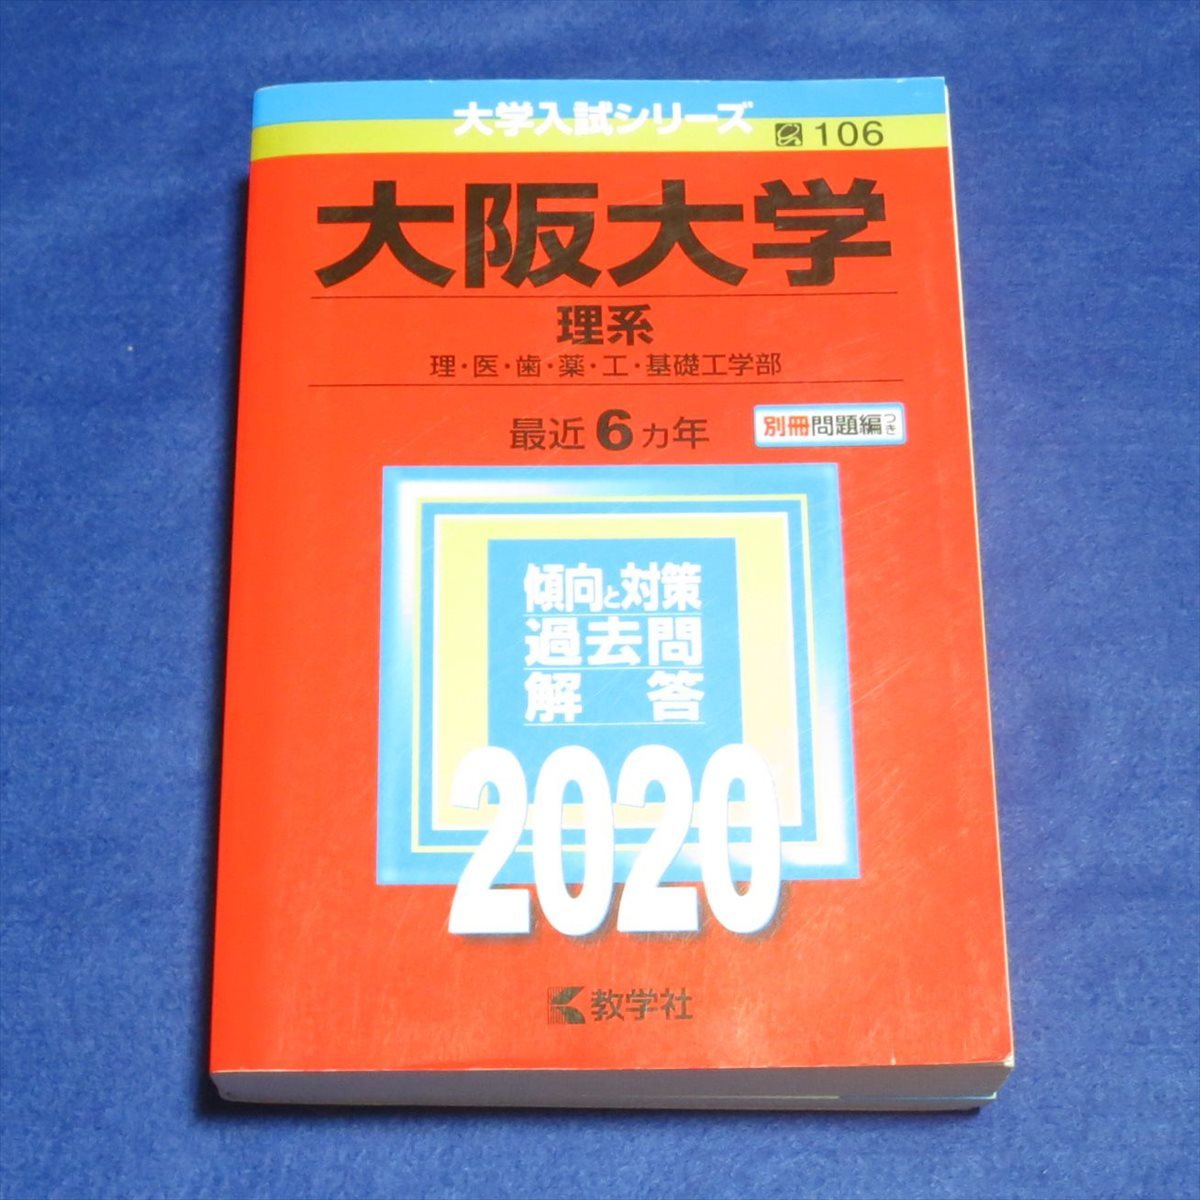 大学入試シリーズ
106
大阪大学
理系
理・医・歯・薬・工・基礎工学部
最近6ヵ年
別冊問題編つき
傾向と対策
過去問
解答
2020
教学社